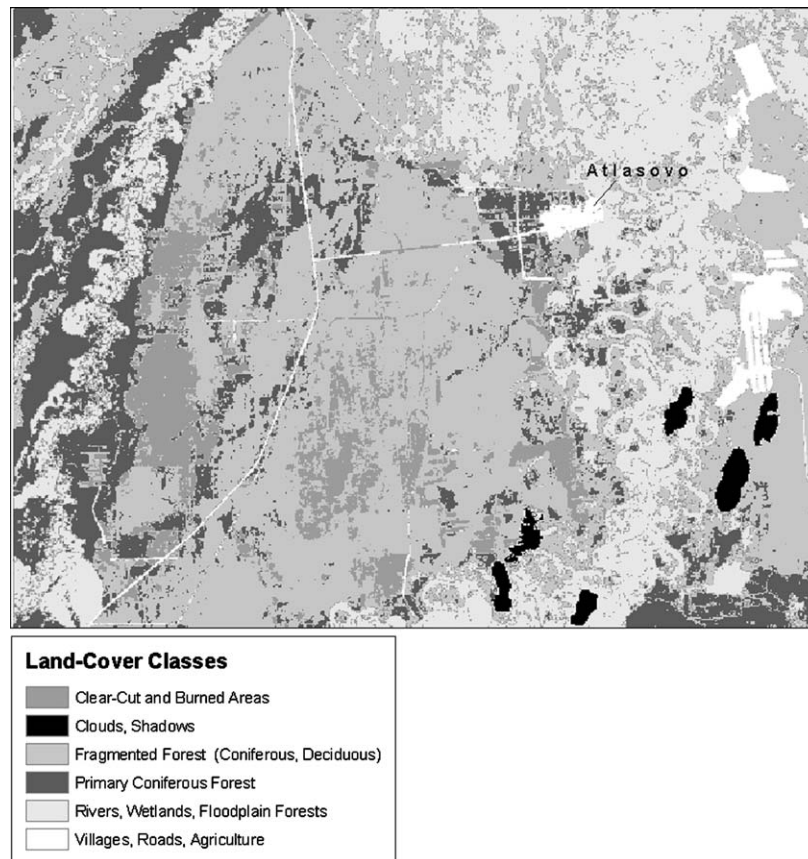 Atlasovo
Land-Cover Classes
Clear-Cut and Burned Areas
Clouds, Shadows
Fragmented Forest (Coniferous, Deciduous)
Primary Coniferous Forest
Rivers, Wetlands, Floodplain Forests
Villages, Roads, Agriculture